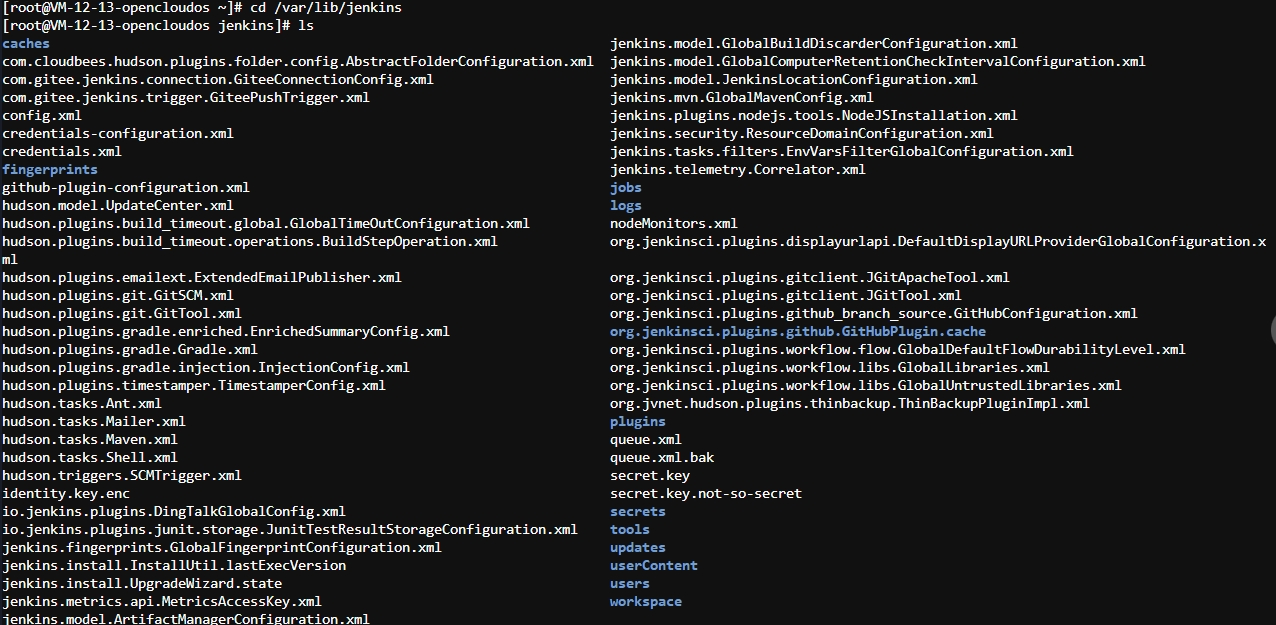 [root@VM-12-13-opencloudos ~]# cd /var/lib/jenkins
[root@VM-12-13-opencloudos jenkins]# ls
caches jenkins.model.GlobalBuildDiscarderConfiguration.xml
com.cloudbees.hudson.plugins.folder.config.AbstractFolderConfiguration.xml jenkins.model.GlobalComputerRetentionCheckIntervalConfiguration.xml
com.gitee.jenkins.connection.GiteeConnectionConfig.xml jenkins.model.JenkinsLocationConfiguration.xml
com.gitee.jenkins.trigger.GiteePushTrigger.xml jenkins.mvn.GlobalMavenConfig.xml
config.xml jenkins.plugins.nodejs.tools.NodeJSInstallation.xml
credentials-configuration.xml jenkins.security.ResourceDomainConfiguration.xml
credentials.xml jenkins.tasks.filters.EnvVarsFilterGlobalConfiguration.xml
fingerprints jenkins.telemetry.Correlator.xml
github-plugin-configuration.xml jobs
hudson.model.UpdateCenter.xml logs
hudson.plugins.build_timeout.global.GlobalTimeOutConfiguration.xml nodeMonitors.xml
hudson.plugins.build_timeout.operations.BuildStepOperation.xml org.jenkinsci.plugins.displayurlapi.DefaultDisplayURLProviderGlobalConfiguration.x
ml
hudson.plugins.emailext.ExtendedEmailPublisher.xml org.jenkinsci.plugins.gitclient.JGitApacheTool.xml
hudson.plugins.git.GitSCM.xml org.jenkinsci.plugins.gitclient.JGitTool.xml
hudson.plugins.git.GitTool.xml org.jenkinsci.plugins.github_branch_source.GitHubConfiguration.xml
hudson.plugins.gradle.enriched.EnrichedSummaryConfig.xml org.jenkinsci.plugins.github.GitHubPlugin.cache
hudson.plugins.gradle.Gradle.xml org.jenkinsci.plugins.workflow.flow.GlobalDefaultFlowDurabilityLevel.xml
hudson.plugins.gradle.injection.InjectionConfig.xml org.jenkinsci.plugins.workflow.libs.GlobalLibraries.xml
hudson.plugins.timestamper.TimestamperConfig.xml org.jenkinsci.plugins.workflow.libs.GlobalUntrustedLibraries.xml
hudson.tasks.Ant.xml org.jvnet.hudson.plugins.thinbackup.ThinBackupPluginImpl.xml
hudson.tasks.Mailer.xml plugins
hudson.tasks.Maven.xml queue.xml
hudson.tasks.Shell.xml queue.xml.bak
hudson.triggers.SCMTrigger.xml secret.key
identity.key.enc secret.key.not-so-secret
io.jenkins.plugins.DingTalkGlobalConfig.xml secrets
io.jenkins.plugins.junit.storage.JunitTestResultStorageConfiguration.xml tools
jenkins.fingerprints.GlobalFingerprintConfiguration.xml updates
jenkins.install.InstallUtil.lastExecVersion userContent
jenkins.install.UpgradeWizard.state users
jenkins.metrics.api.MetricsAccessKey.xml workspace
jenkins.model.ArtifactManagerConfiguration.xml